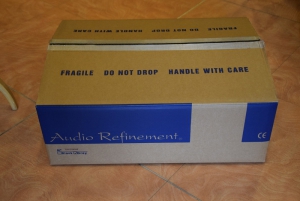 FRAGILE DO NOT DROP
HANDLE WITH CARE
FRAGILE DO NOT DROP HANDLE WITH CARE
Audio Refinement
CE